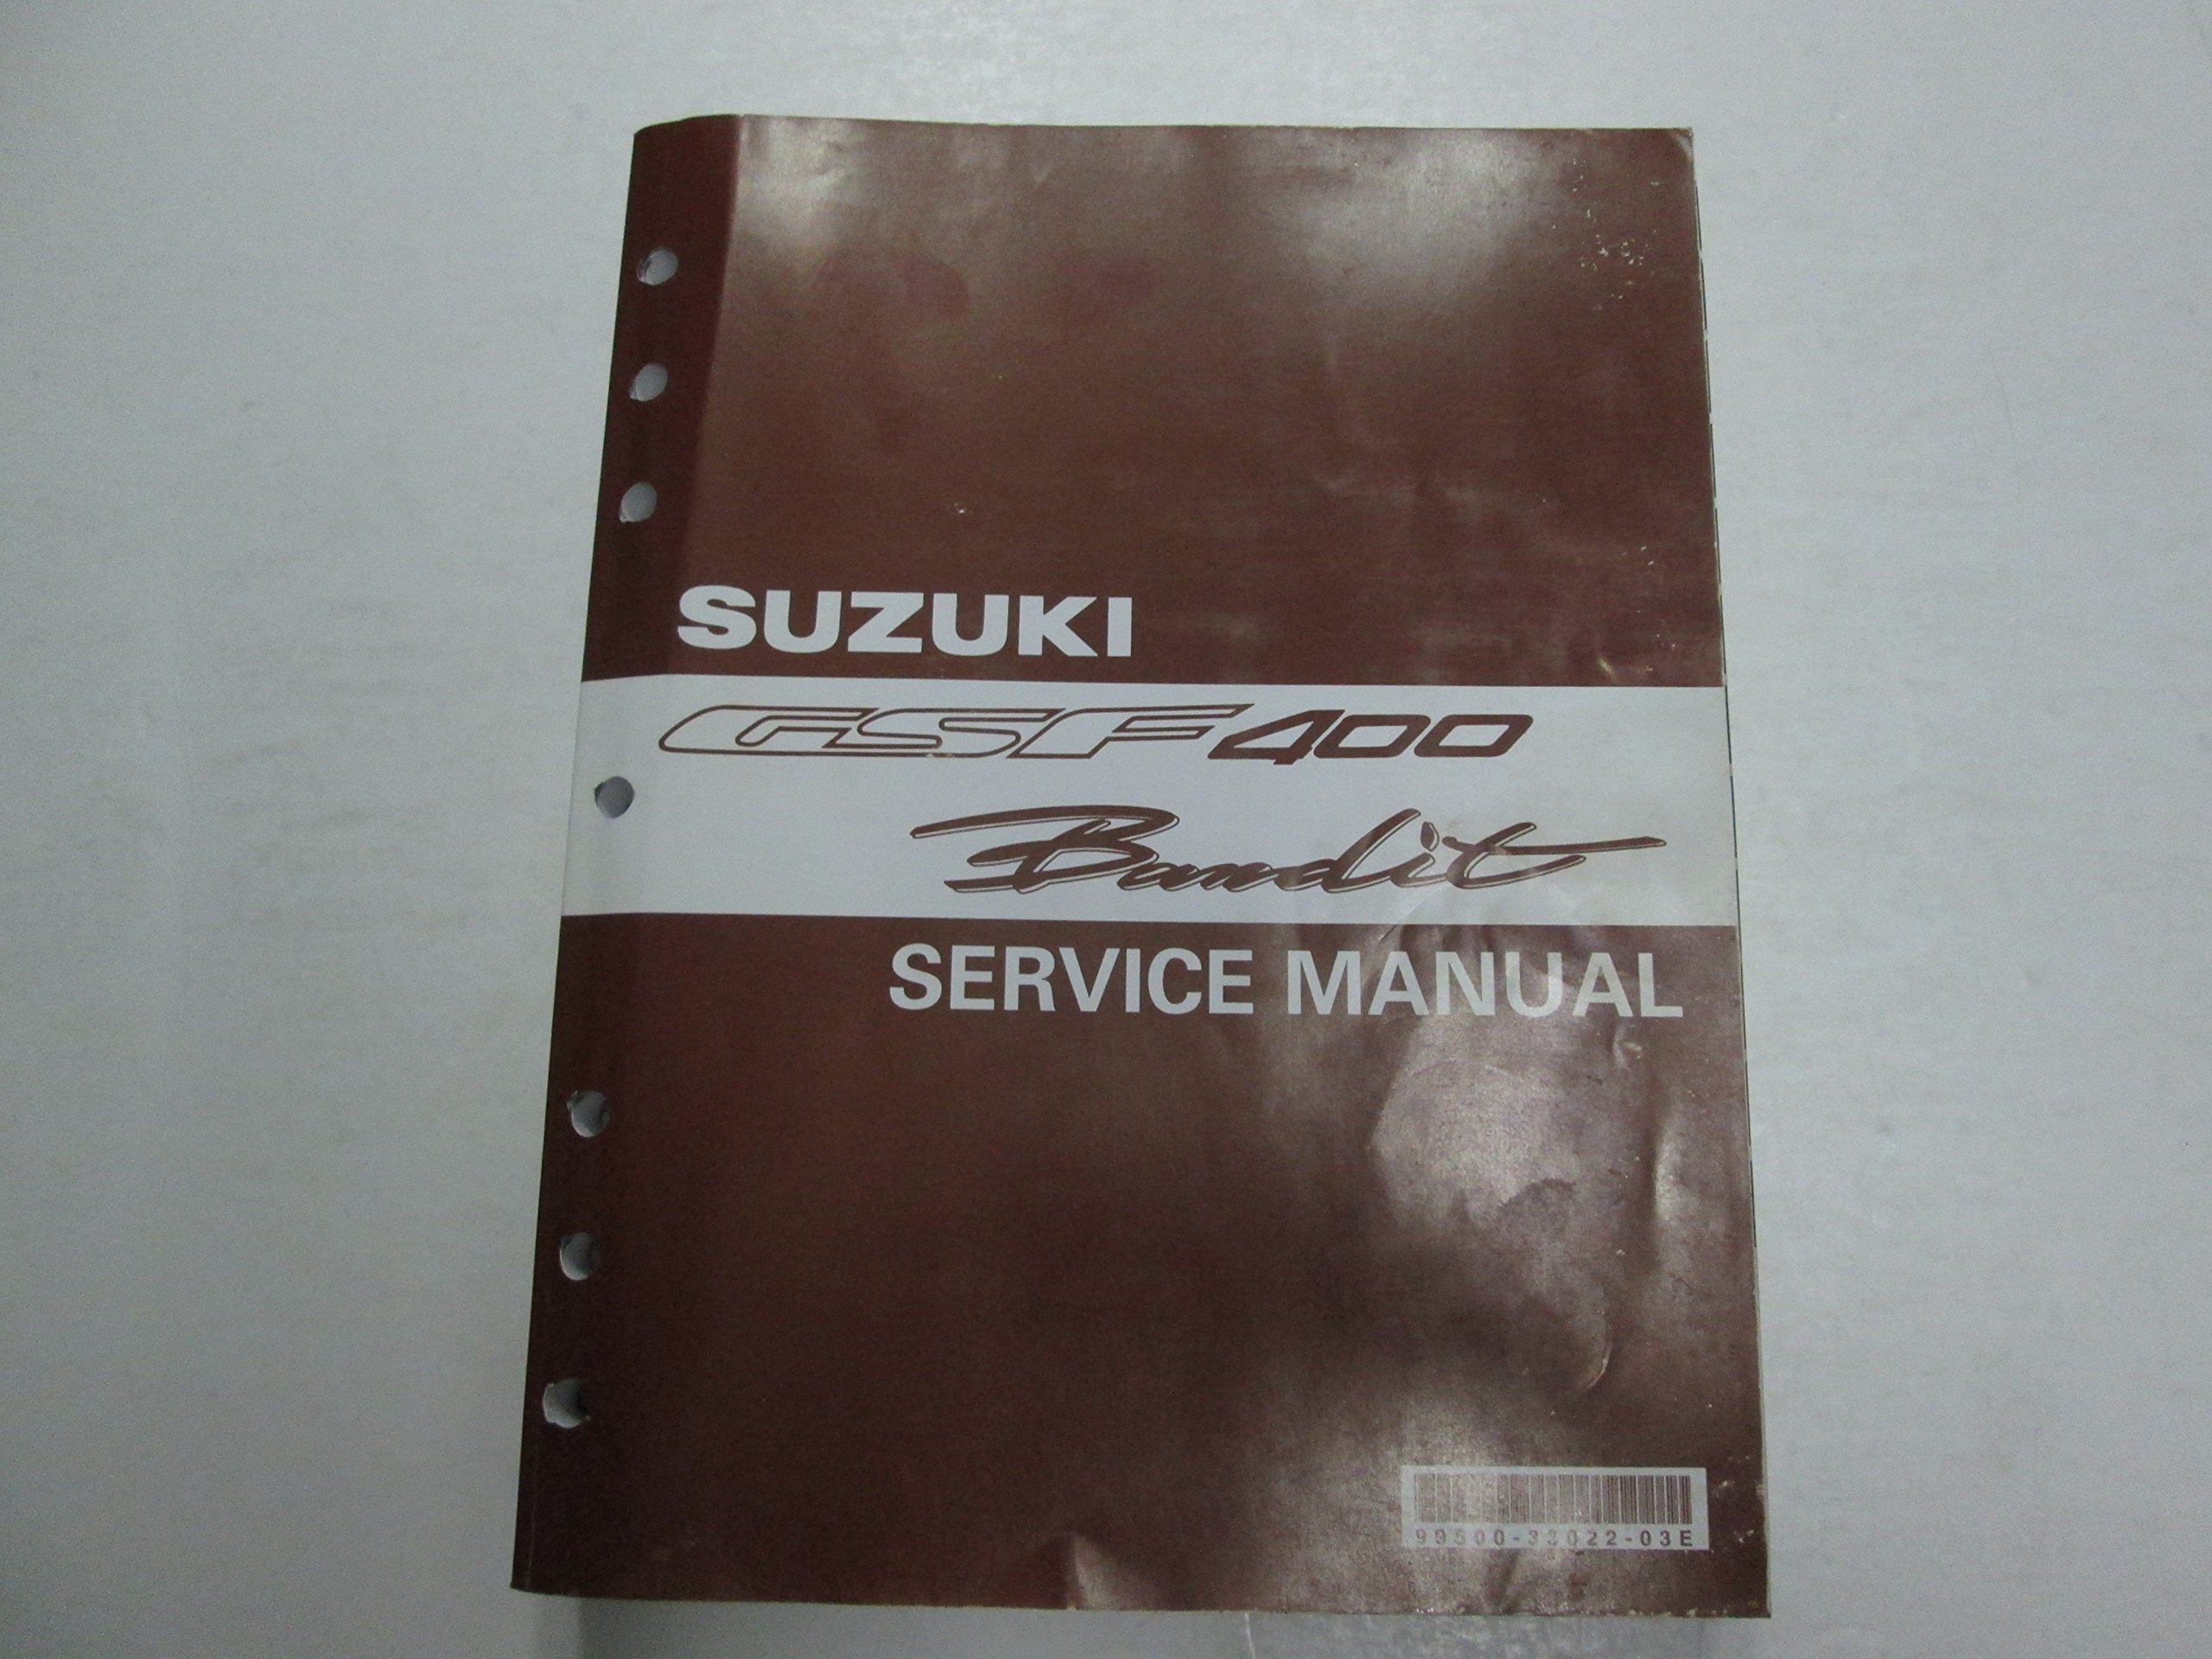 SUZUKI
GSF400
Bandit
SERVICE MANUAL
99500-33022-03E